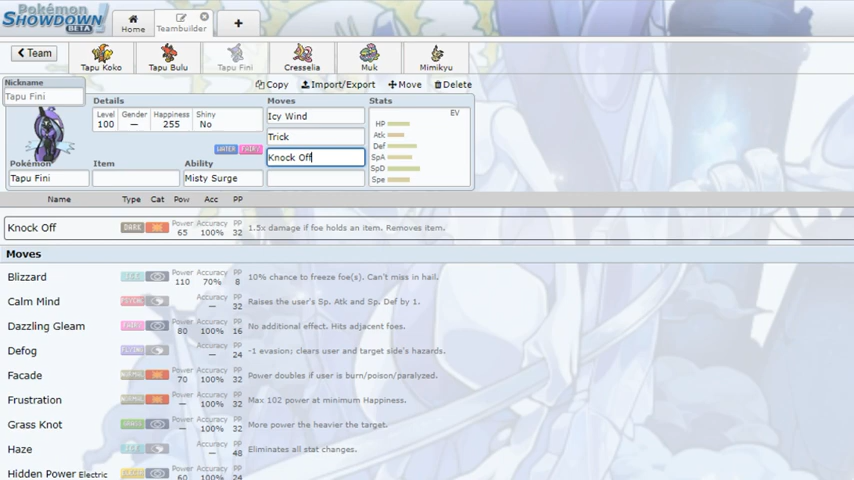 Pokémon
SHOWDOWN
BETA
Home
Teambuilder
+
Team
Tapu Koko
Tapu Bulu
Tapu Fini
Cresselia
Muk
Mimikyu
Nickname
Tapu Fini
Copy
Import/Export
Move
Delete
Details
Level Gender Happiness Shiny
100 — 255 No
WATER FAIRY
Pokémon
Tapu Fini
Item
Ability
Misty Surge
Moves
Icy Wind
Trick
Knock Off
Stats
EV
HP
Atk
Def
SpA
SpD
Spe
Name Type Cat Pow Acc PP
Knock Off DARK Power 65 Accuracy 100% PP 32 1.5x damage if foe holds an item. Removes item.
Moves
Blizzard ICE Power 110 Accuracy 70% PP 8 10% chance to freeze foe(s). Can't miss in hail.
Calm Mind PSYCHC Accuracy — PP 32 Raises the user's Sp. Atk and Sp. Def by 1.
Dazzling Gleam FAIRY Power 80 Accuracy 100% PP 16 No additional effect. Hits adjacent foes.
Defog FLYING Accuracy — PP 24 -1 evasion; clears user and target side's hazards.
Facade NORMAL Power 70 Accuracy 100% PP 32 Power doubles if user is burn/poison/paralyzed.
Frustration NORMAL Power — Accuracy 100% PP 32 Max 102 power at minimum Happiness.
Grass Knot GRASS Power — Accuracy 100% PP 32 More power the heavier the target.
Haze ICE Accuracy — PP 48 Eliminates all stat changes.
Hidden Power Electric Power 60 Accuracy 100% PP 24